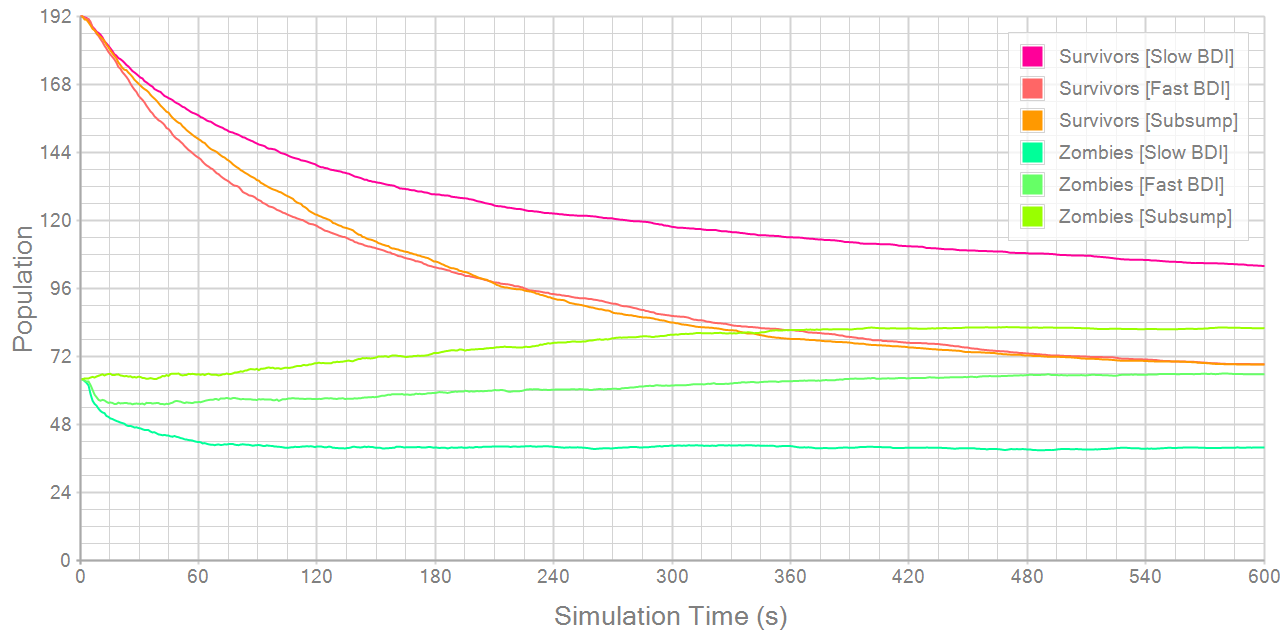 192
168
144
120
96
72
48
24
0
Population
Survivors [Slow BDI]
Survivors [Fast BDI]
Survivors [Subsump]
Zombies [Slow BDI]
Zombies [Fast BDI]
Zombies [Subsump]
0 60 120 180 240 300 360 420 480 540 600
Simulation Time (s)